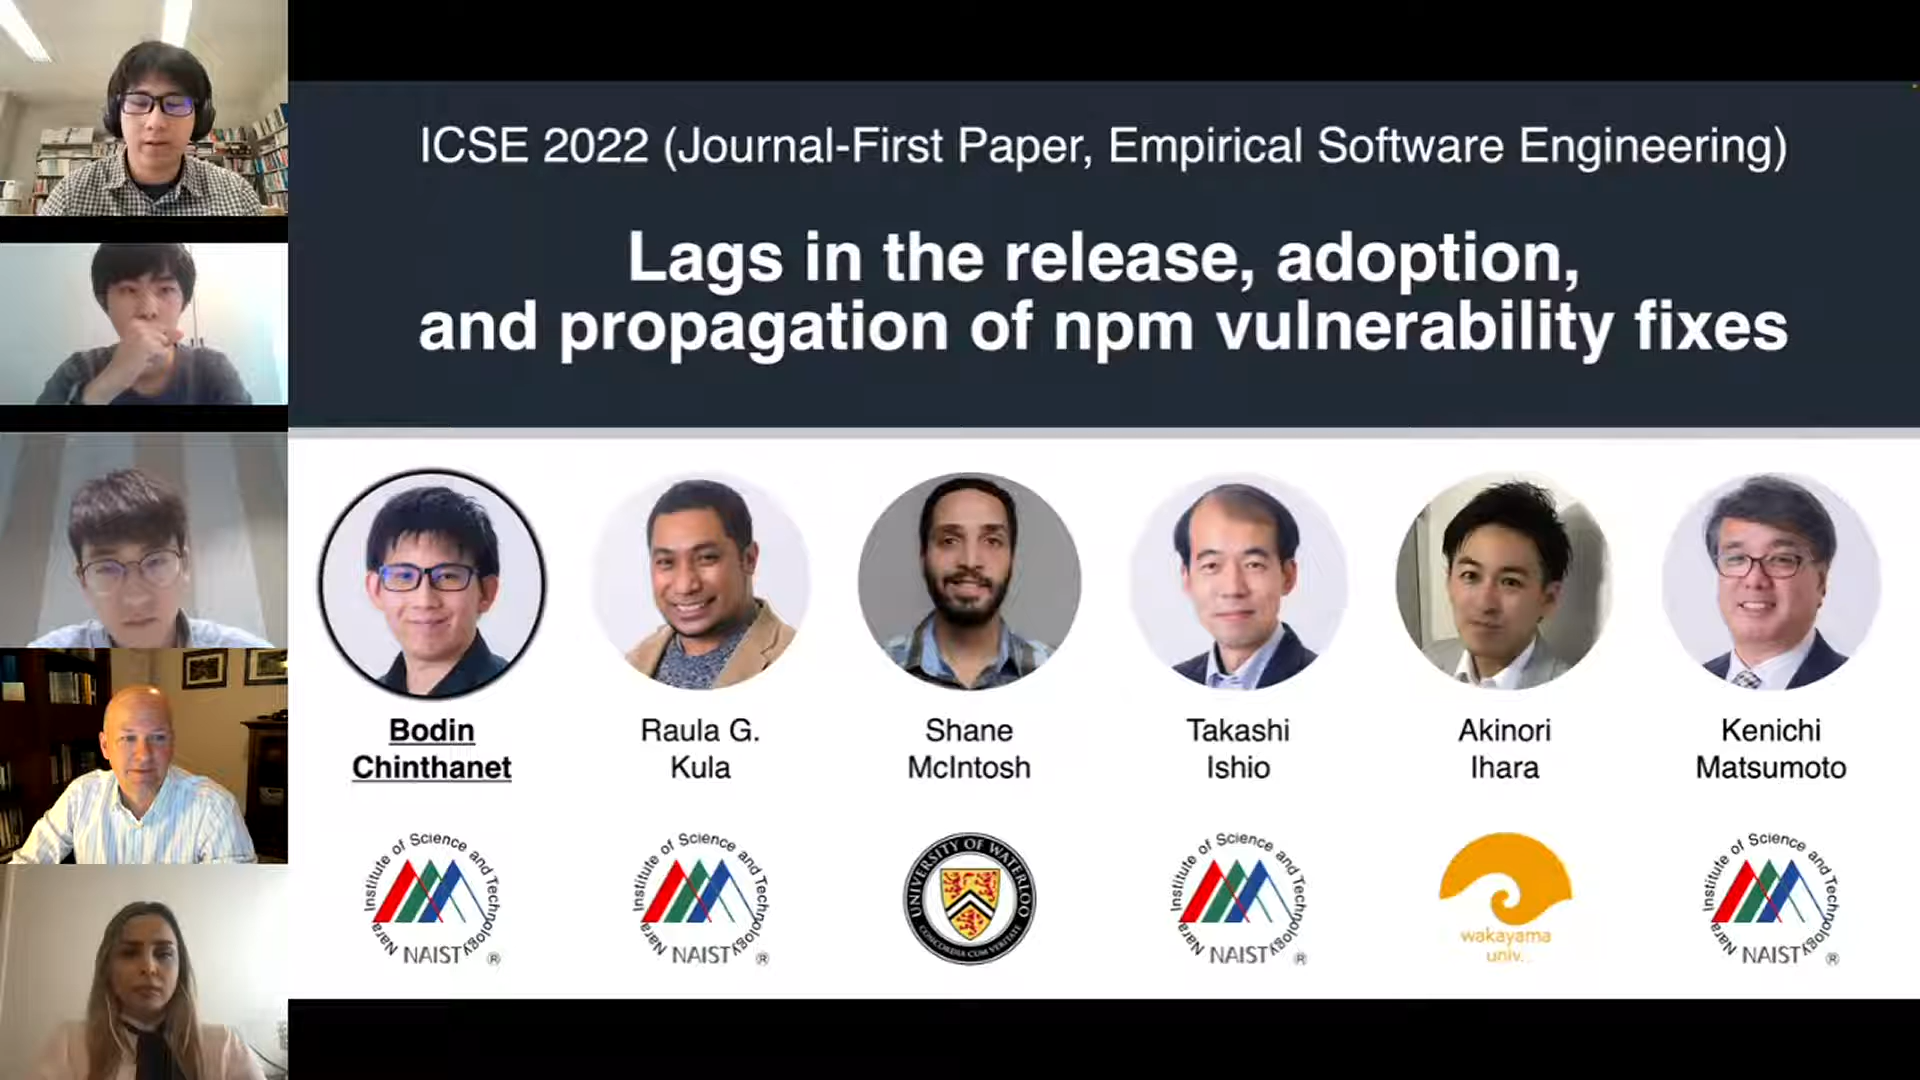 ICSE 2022 (Journal-First Paper, Empirical Software Engineering)
Lags in the release, adoption,
and propagation of npm vulnerability fixes
Bodin
Chinthanet
Raula G.
Kula
Shane
McIntosh
Takashi
Ishio
Akinori
Ihara
Kenichi
Matsumoto
Nara Institute of Science and Technology
NAIST ®
Nara Institute of Science and Technology
NAIST ®
UNIVERSITY OF WATERLOO
CONCORDIA CUM VERITATE
Nara Institute of Science and Technology
NAIST ®
wakayama
univ.
Nara Institute of Science and Technology
NAIST ®